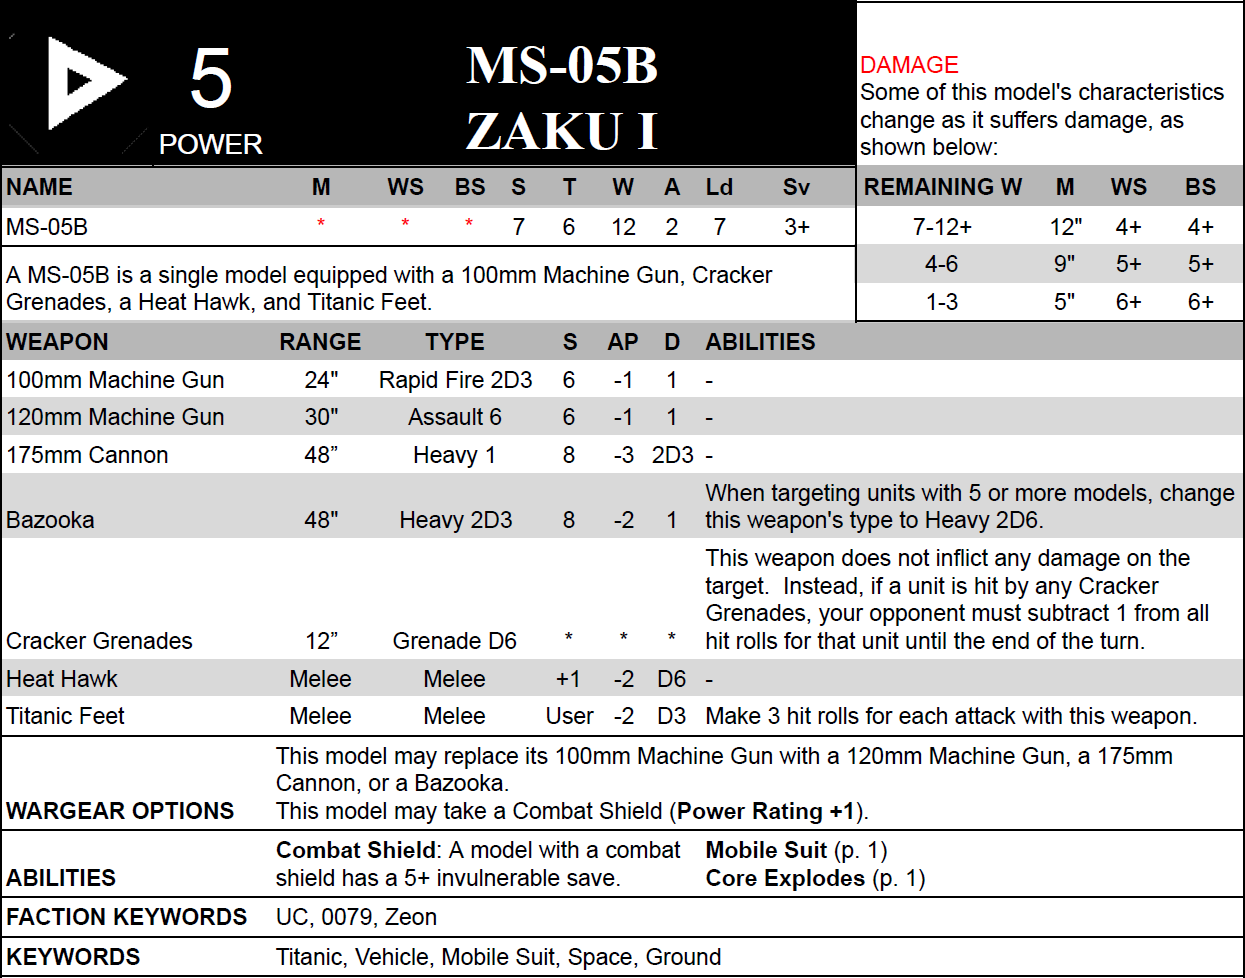 5
POWER
MS-05B
ZAKU I
DAMAGE
Some of this model's characteristics
change as it suffers damage, as
shown below:
NAME M WS BS S T W A Ld Sv
MS-05B * * * 7 6 12 2 7 3+
REMAINING W M WS BS
7-12+ 12" 4+ 4+
4-6 9" 5+ 5+
1-3 5" 6+ 6+
A MS-05B is a single model equipped with a 100mm Machine Gun, Cracker
Grenades, a Heat Hawk, and Titanic Feet.
WEAPON RANGE TYPE S AP D ABILITIES
100mm Machine Gun 24" Rapid Fire 2D3 6 -1 1 -
120mm Machine Gun 30" Assault 6 6 -1 1 -
175mm Cannon 48” Heavy 1 8 -3 2D3 -
When targeting units with 5 or more models, change
Bazooka 48" Heavy 2D3 8 -2 1 this weapon's type to Heavy 2D6.
This weapon does not inflict any damage on the
target.  Instead, if a unit is hit by any Cracker
Grenades, your opponent must subtract 1 from all
Cracker Grenades 12” Grenade D6 * * * hit rolls for that unit until the end of the turn.
Heat Hawk Melee Melee +1 -2 D6 -
Titanic Feet Melee Melee User -2 D3 Make 3 hit rolls for each attack with this weapon.
This model may replace its 100mm Machine Gun with a 120mm Machine Gun, a 175mm
Cannon, or a Bazooka.
WARGEAR OPTIONS This model may take a Combat Shield (Power Rating +1).
Combat Shield: A model with a combat Mobile Suit (p. 1)
ABILITIES shield has a 5+ invulnerable save. Core Explodes (p. 1)
FACTION KEYWORDS UC, 0079, Zeon
KEYWORDS Titanic, Vehicle, Mobile Suit, Space, Ground